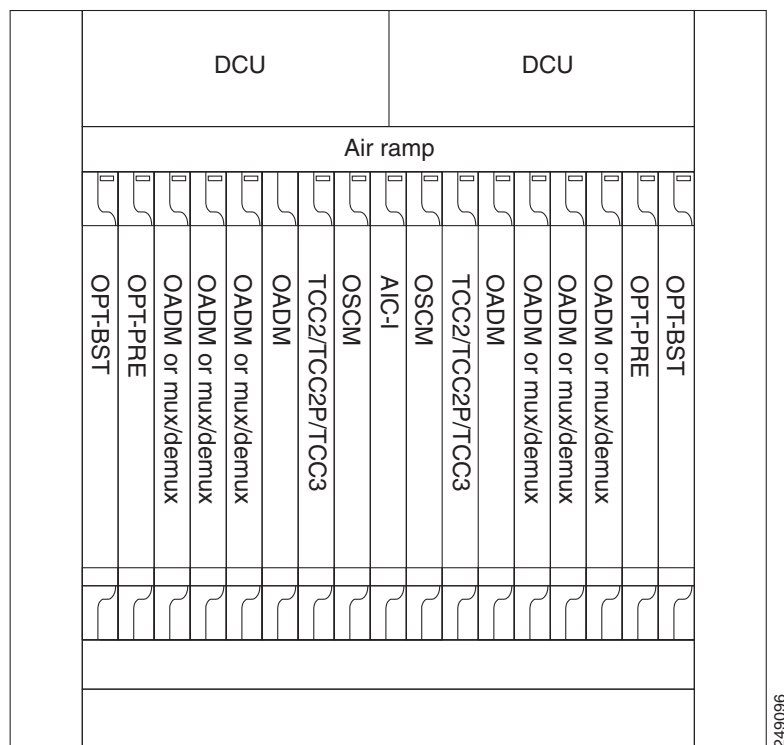 DCU
DCU
Air ramp
OPT-BST
OPT-PRE
OADM or mux/demux
OADM or mux/demux
OADM or mux/demux
OADM
TCC2/TCC2P/TCC3
OSCM
AIC-I
OSCM
TCC2/TCC2P/TCC3
OADM
OADM or mux/demux
OADM or mux/demux
OADM or mux/demux
OPT-PRE
OPT-BST
249096